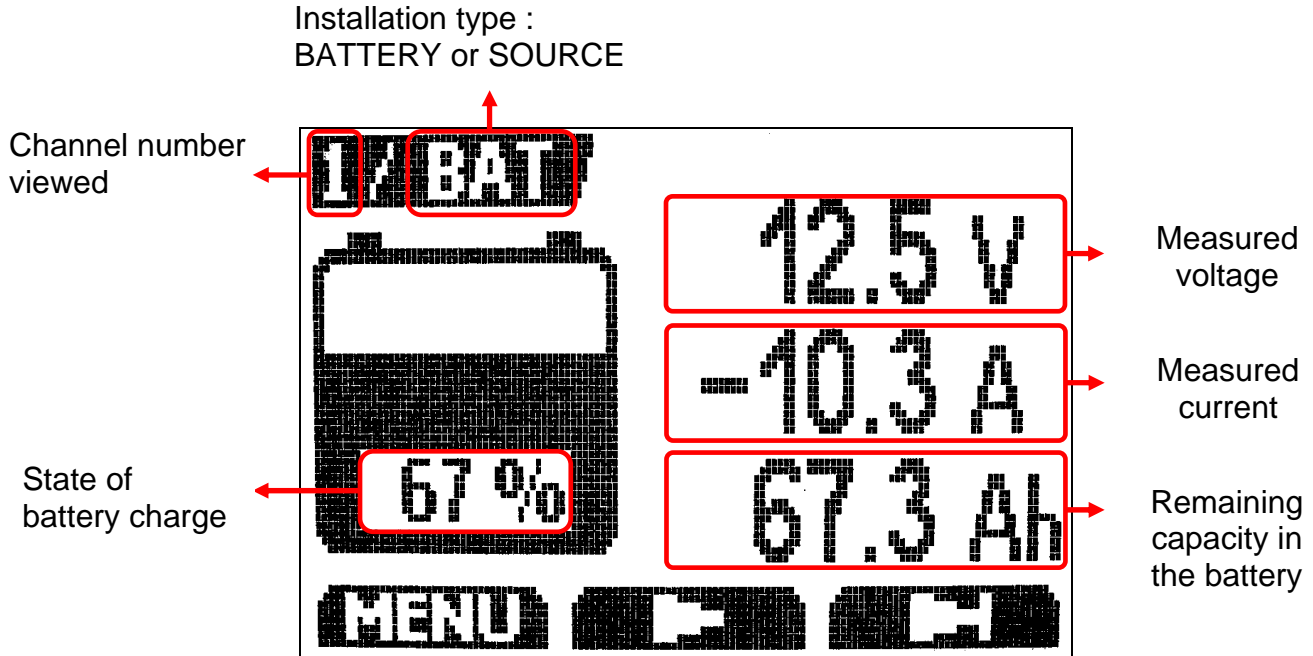 Installation type :
BATTERY or SOURCE
Channel number
viewed
1/BAT
12.5 V
Measured
voltage
-10.3 A
Measured
current
State of
battery charge
67 %
67.3 Ah
Remaining
capacity in
the battery
MENU